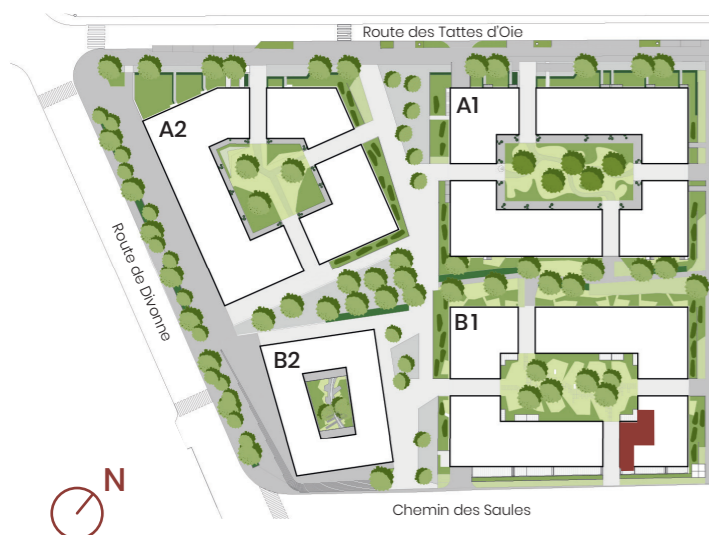 Route des Tattes d'Oie
A1
A2
Route de Divonne
B1
B2
N
Chemin des Saules